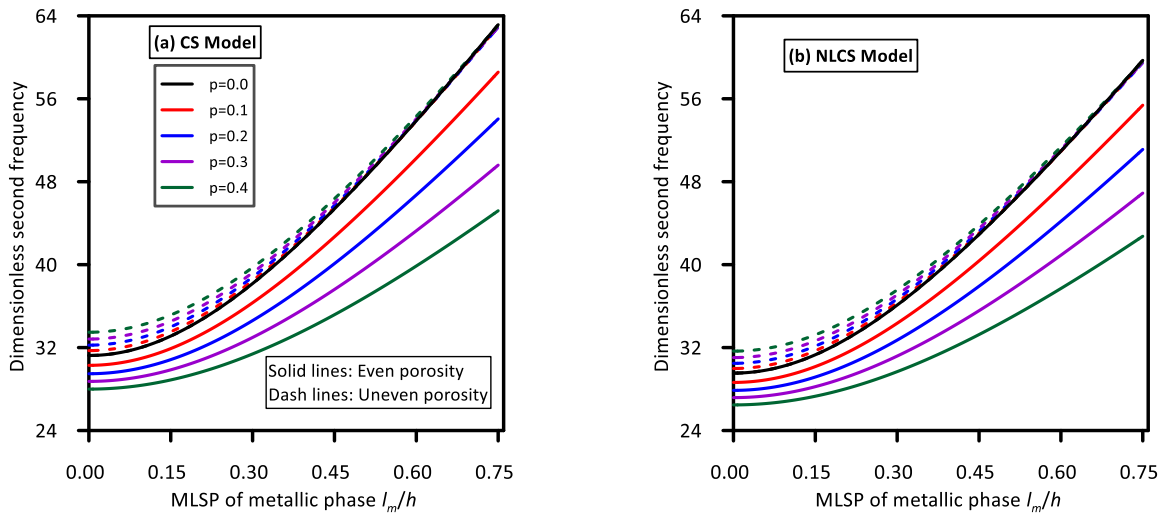 64
56
48
40
32
24
Dimensionless second frequency
(a) CS Model
p=0.0
p=0.1
p=0.2
p=0.3
p=0.4
Solid lines: Even porosity
Dash lines: Uneven porosity
0.00 0.15 0.30 0.45 0.60 0.75
MLSP of metallic phase lm/h
64
56
48
40
32
24
Dimensionless second frequency
(b) NLCS Model
0.00 0.15 0.30 0.45 0.60 0.75
MLSP of metallic phase lm/h